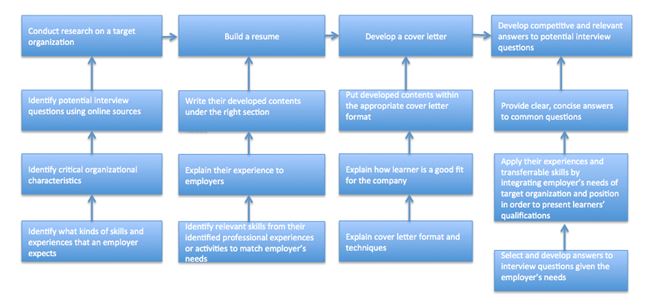 Conduct research on a target
organization
Build a resume
Develop a cover letter
Develop competitive and relevant
answers to potential interview
questions
Identify potential interview
questions using online sources
Write their developed contents
under the right section
Put developed contents within
the appropriate cover letter
format
Provide clear, concise answers
to common questions
Identify critical organizational
characteristics
Explain their experience to
employers
Explain how learner is a good fit
for the company
Apply their experiences and
transferrable skills by
integrating employer's needs of
target organization and position
in order to present learners'
qualifications
Identify what kinds of skills and
experiences that an employer
expects
Identify relevant skills from their
identified professional experiences
or activities to match employer's
needs
Explain cover letter format and
techniques
Select and develop answers to
interview questions given the
employer's needs